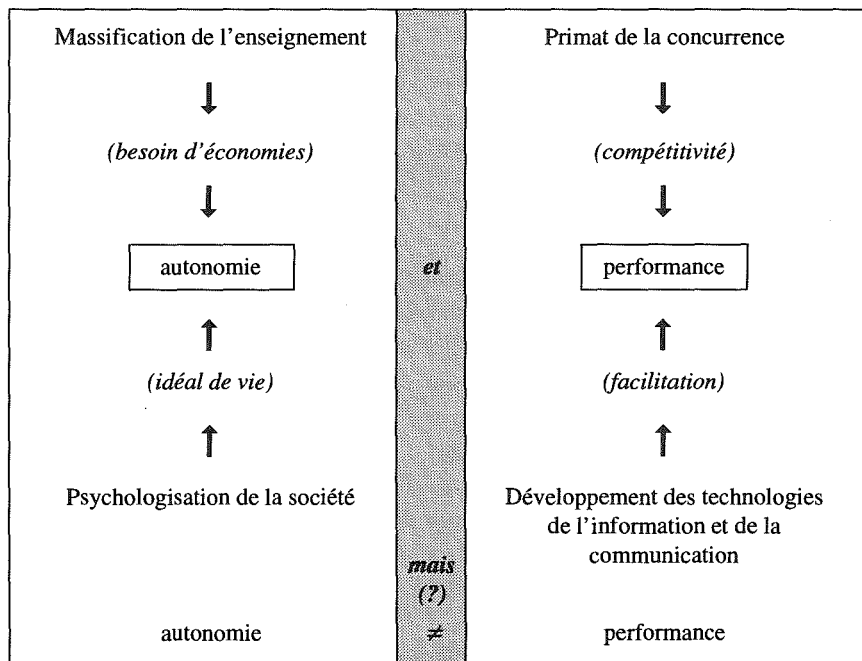 Massification de l'enseignement
Primat de la concurrence
(besoin d'économies)
(compétitivité)
autonomie
et
performance
(idéal de vie)
(facilitation)
Psychologisation de la société
Développement des technologies
de l'information et de la
communication
mais
(?)
autonomie
≠
performance